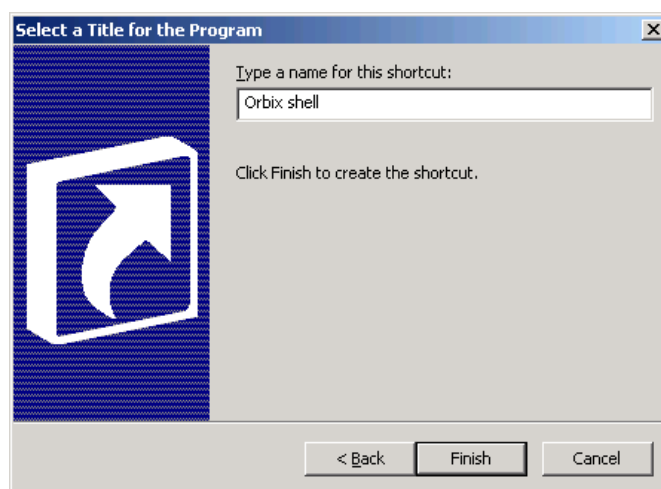 Select a Title for the Program
Type a name for this shortcut:
Orbix shell
Click Finish to create the shortcut.
< Back
Finish
Cancel